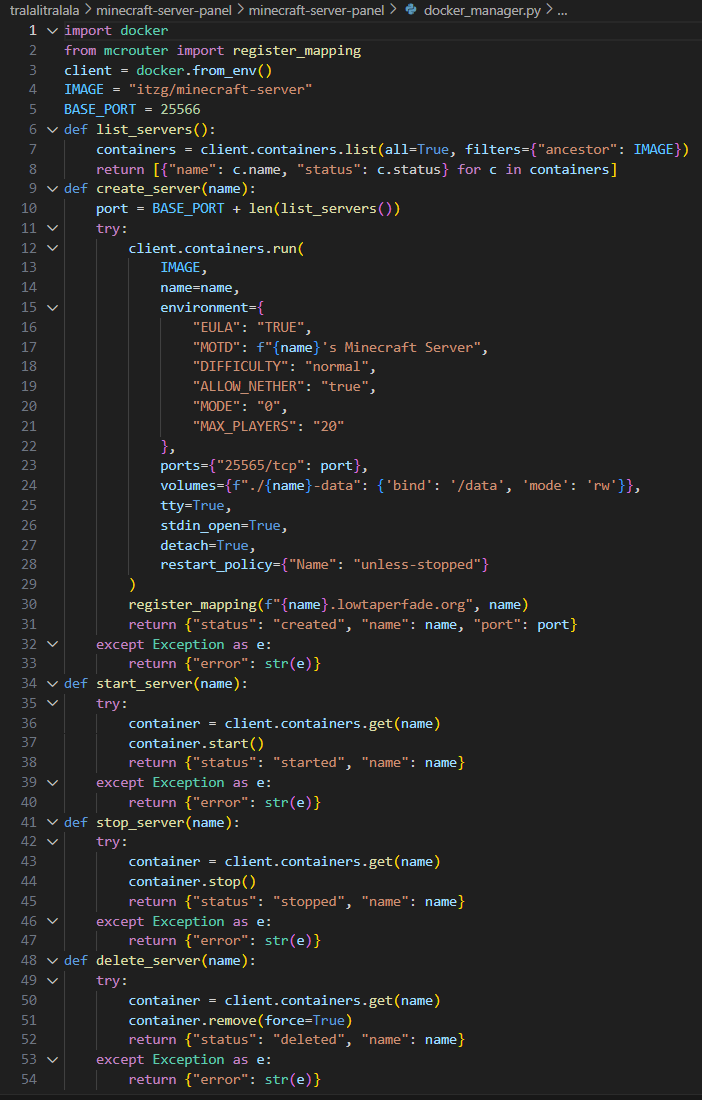 tralalitralala > minecraft-server-panel > minecraft-server-panel > docker_manager.py > ...
1 import docker
2 from mcrouter import register_mapping
3 client = docker.from_env()
4 IMAGE = "itzg/minecraft-server"
5 BASE_PORT = 25566
6 def list_servers():
7     containers = client.containers.list(all=True, filters={"ancestor": IMAGE})
8     return [{"name": c.name, "status": c.status} for c in containers]
9 def create_server(name):
10     port = BASE_PORT + len(list_servers())
11     try:
12         client.containers.run(
13             IMAGE,
14             name=name,
15             environment={
16                 "EULA": "TRUE",
17                 "MOTD": f"{name}'s Minecraft Server",
18                 "DIFFICULTY": "normal",
19                 "ALLOW_NETHER": "true",
20                 "MODE": "0",
21                 "MAX_PLAYERS": "20"
22             },
23             ports={"25565/tcp": port},
24             volumes={f"./{name}-data": {'bind': '/data', 'mode': 'rw'}},
25             tty=True,
26             stdin_open=True,
27             detach=True,
28             restart_policy={"Name": "unless-stopped"}
29         )
30         register_mapping(f"{name}.lowtaperfade.org", name)
31         return {"status": "created", "name": name, "port": port}
32     except Exception as e:
33         return {"error": str(e)}
34 def start_server(name):
35     try:
36         container = client.containers.get(name)
37         container.start()
38         return {"status": "started", "name": name}
39     except Exception as e:
40         return {"error": str(e)}
41 def stop_server(name):
42     try:
43         container = client.containers.get(name)
44         container.stop()
45         return {"status": "stopped", "name": name}
46     except Exception as e:
47         return {"error": str(e)}
48 def delete_server(name):
49     try:
50         container = client.containers.get(name)
51         container.remove(force=True)
52         return {"status": "deleted", "name": name}
53     except Exception as e:
54         return {"error": str(e)}